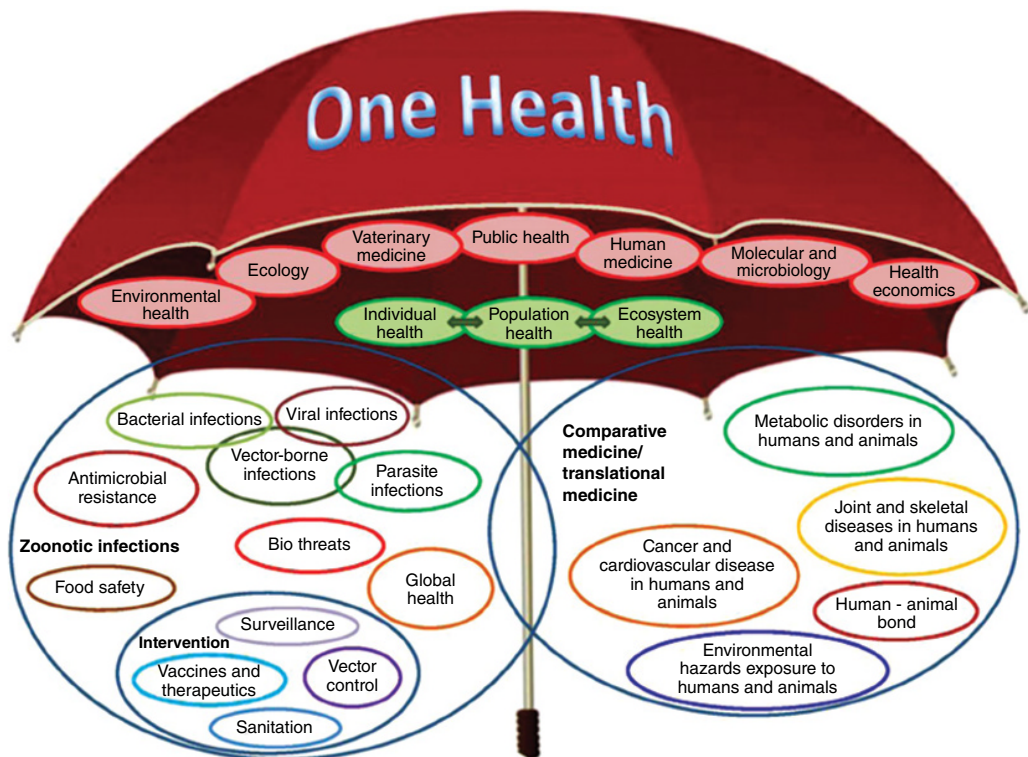 One Health
Environmental
health
Ecology
Vaterinary
medicine
Public health
Human
medicine
Molecular and
microbiology
Health
economics
Individual
health
Population
health
Ecosystem
health
Bacterial infections
Viral infections
Vector-borne
infections
Parasite
infections
Antimicrobial
resistance
Zoonotic infections
Bio threats
Food safety
Global
health
Surveillance
Intervention
Vaccines and
therapeutics
Vector
control
Sanitation
Comparative
medicine/
translational
medicine
Metabolic disorders in
humans and animals
Joint and skeletal
diseases in humans
and animals
Cancer and
cardiovascular disease
in humans and
animals
Human - animal
bond
Environmental
hazards exposure to
humans and animals